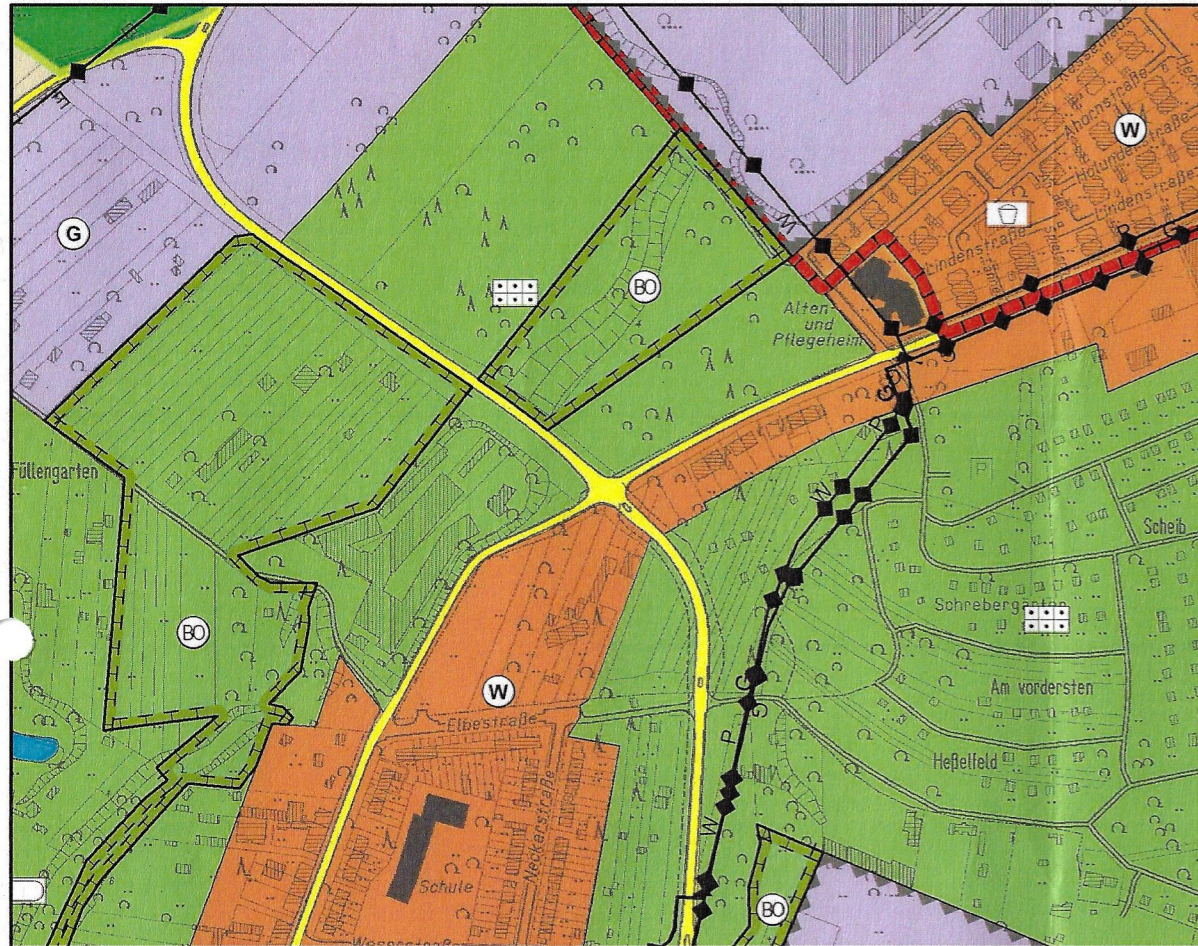 W
Ahornstraße
Holunderstraße
Lindenstraße
G
M
Lindenstraße
BO
Alten-
und
Pflegeheim
G
P
P
Füllengarten
W
Scheib
BO
Schreberg
W
Am vordersten
Elbestraße
G
S
P
Heßelfeld
W
Neckarstraße
Schule
BO